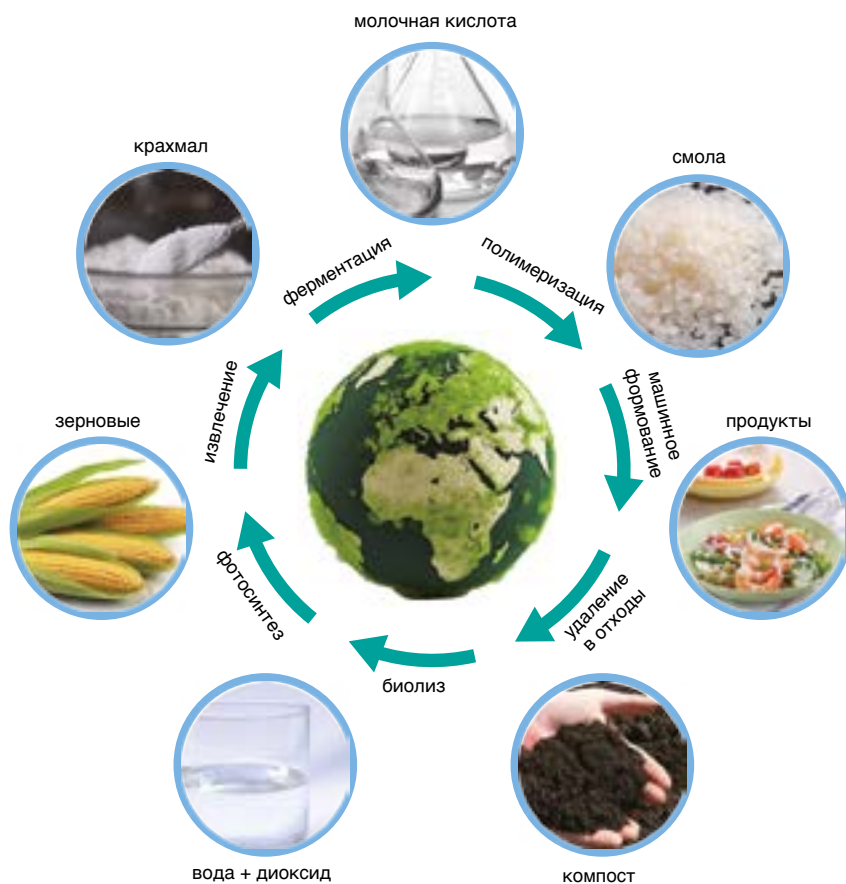 молочная кислота
крахмал
смола
ферментация
полимеризация
извлечение
машинное
формование
зерновые
продукты
фотосинтез
удаление
в отходы
биолиз
вода + диоксид
компост